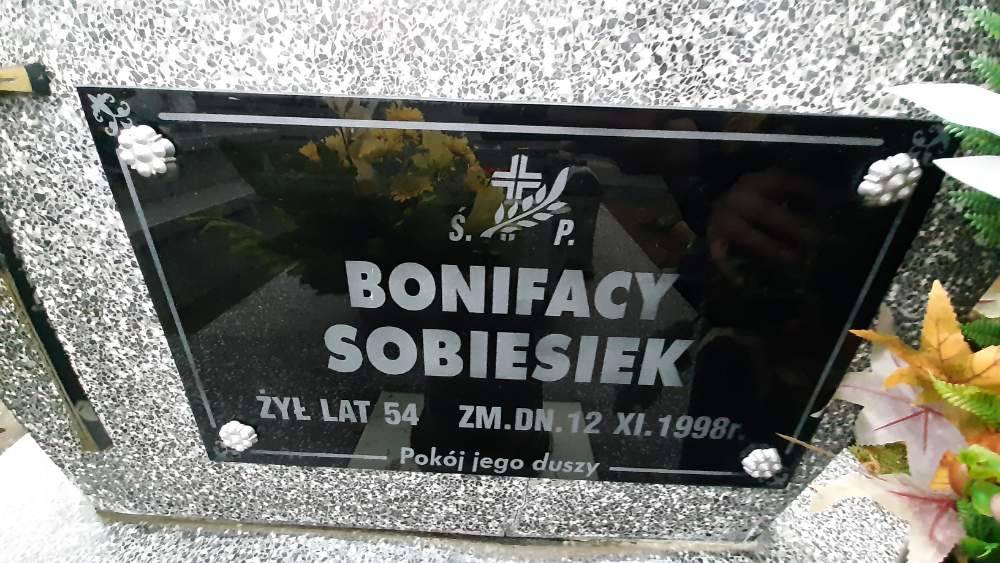 Ś. P.
BONIFACY
SOBIESIEK
ŻYŁ LAT 54 ZM.DN.12 XI.1998r.
Pokój jego duszy